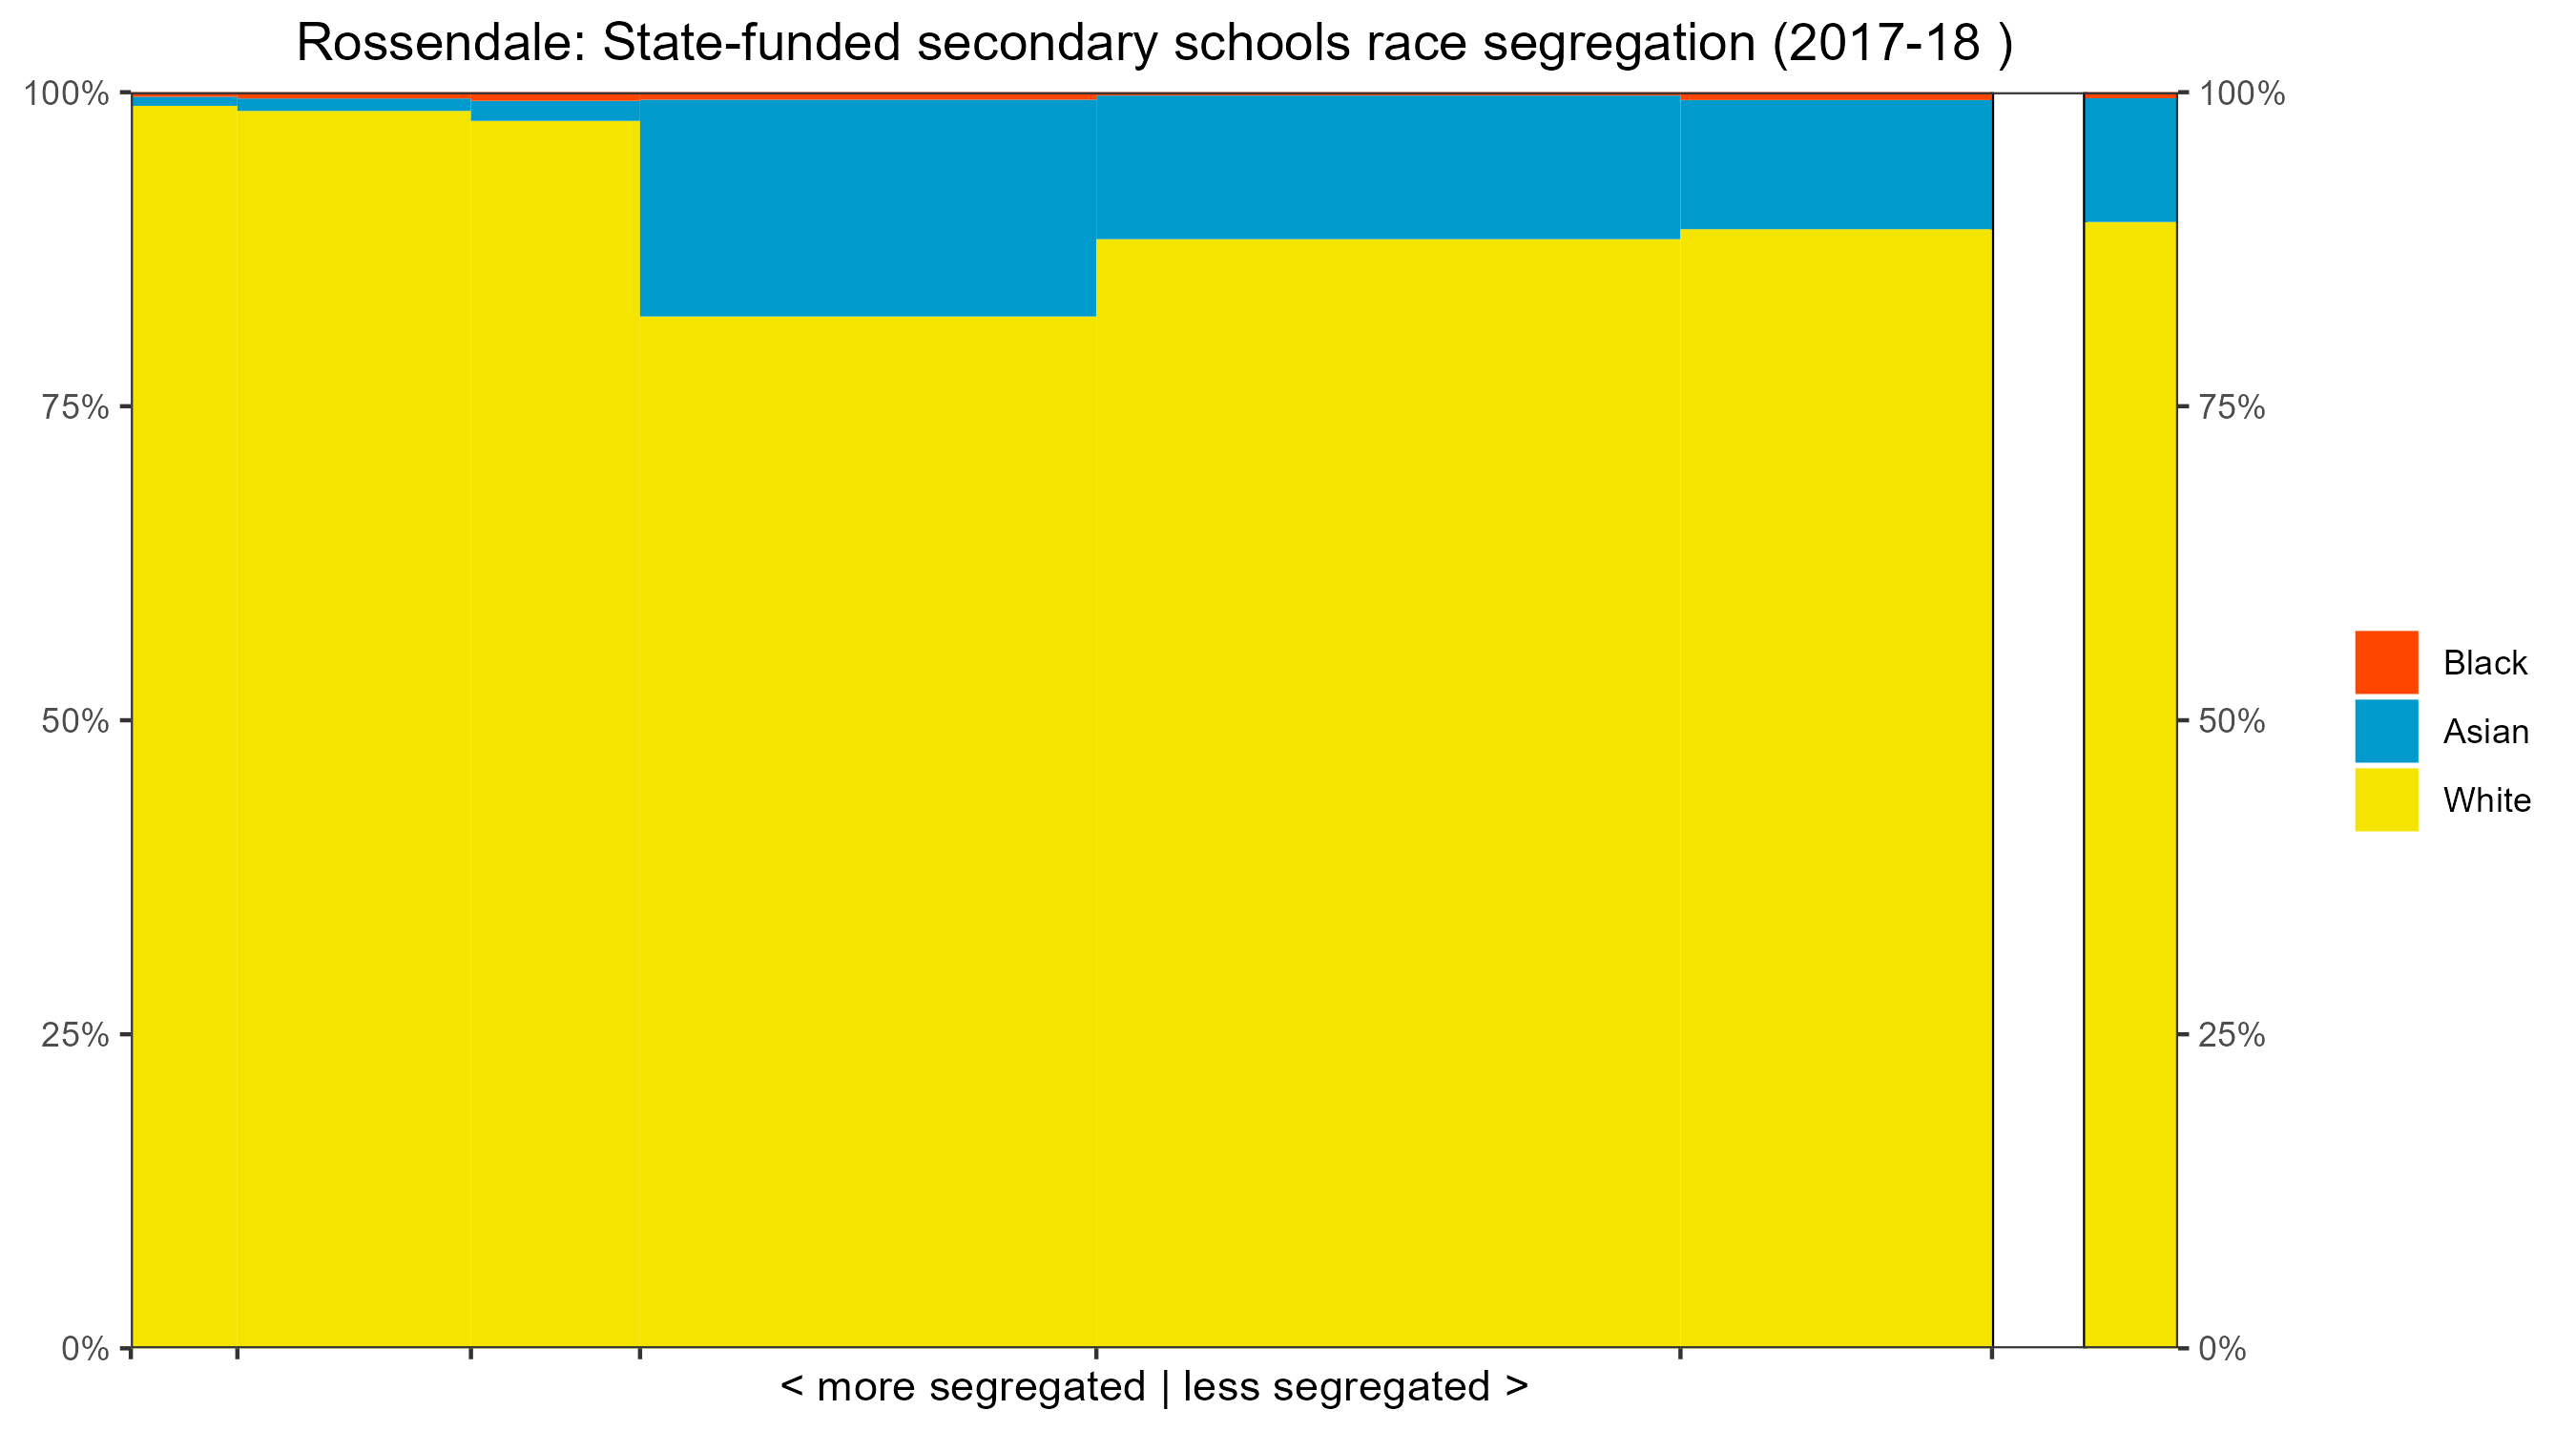 Rossendale: State-funded secondary schools race segregation (2017-18 )
100%
75%
50%
25%
0%
100%
75%
50%
25%
0%
Black
Asian
White
< more segregated | less segregated >